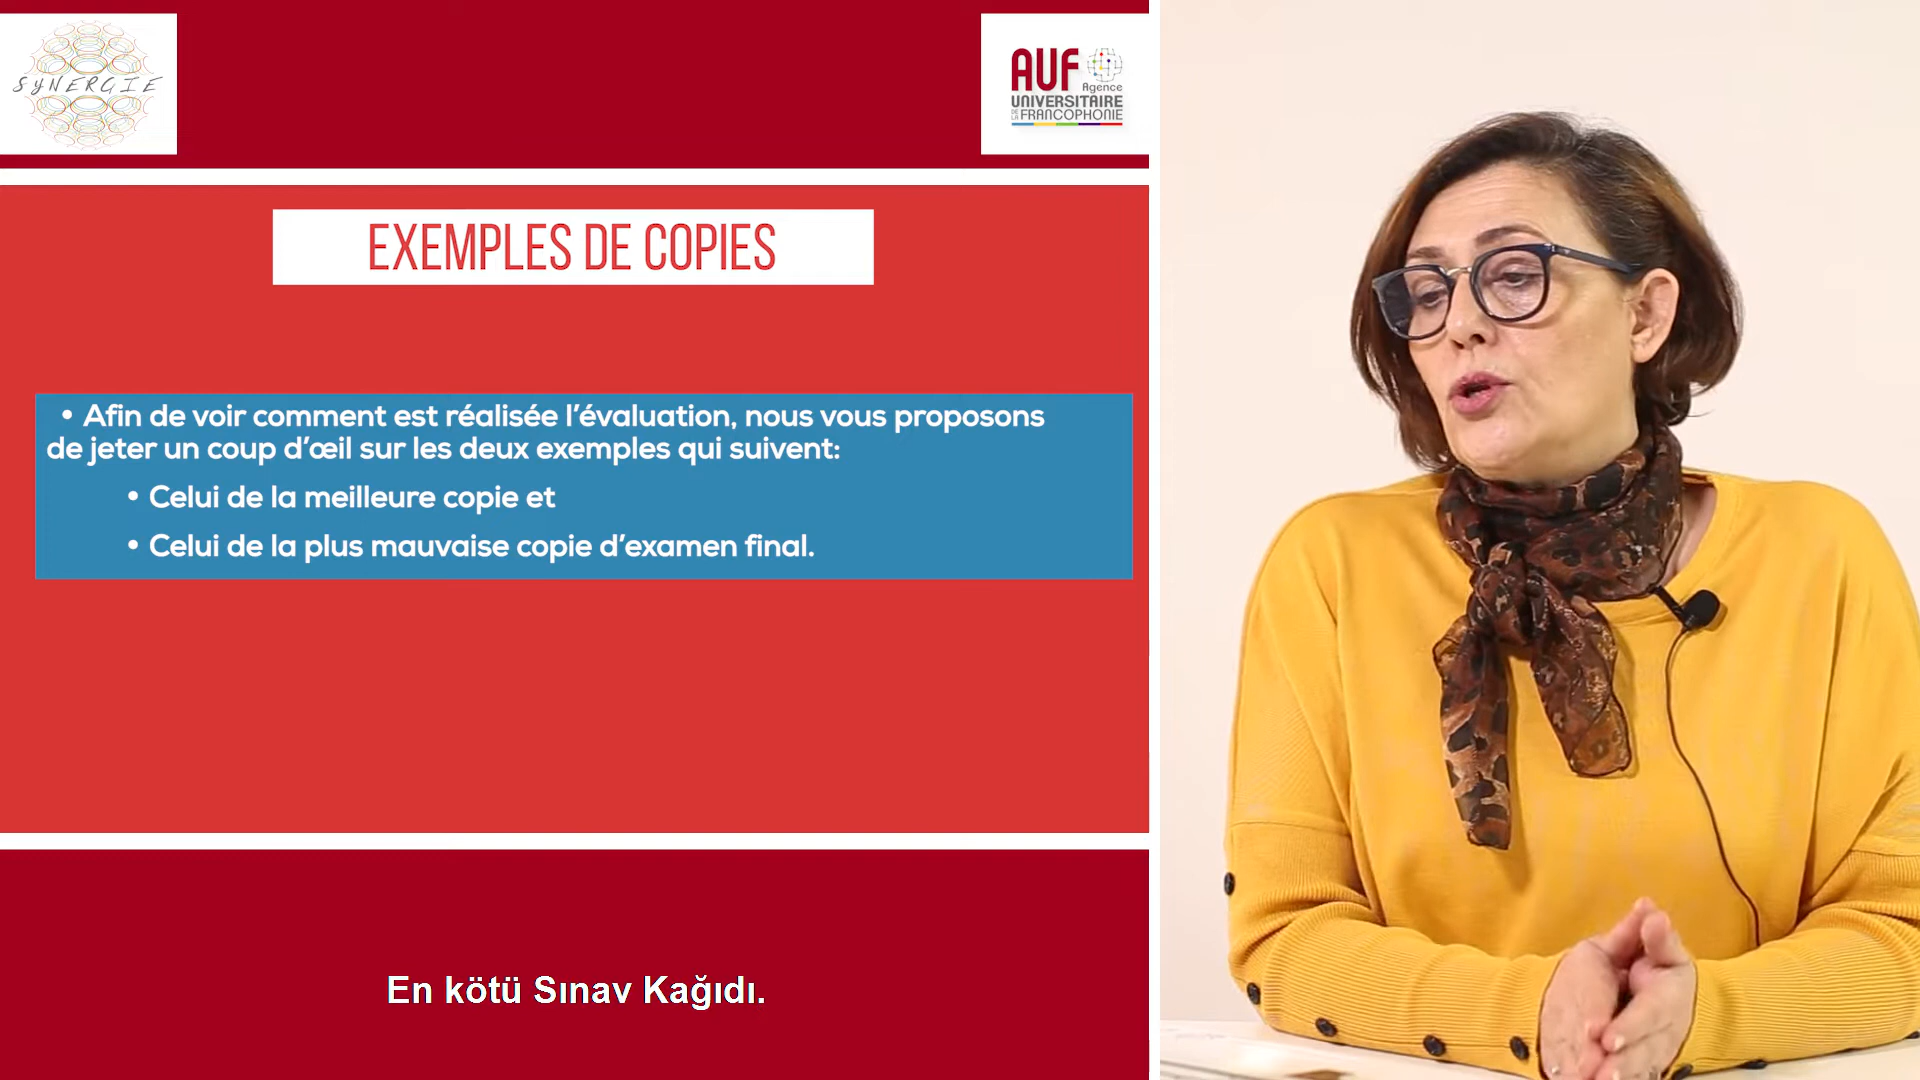 SYNERGIE
AUF
Agence
UNIVERSITAIRE
DE LA FRANCOPHONIE
EXEMPLES DE COPIES
• Afin de voir comment est réalisée l'évaluation, nous vous proposons
de jeter un coup d'œil sur les deux exemples qui suivent:
• Celui de la meilleure copie et
• Celui de la plus mauvaise copie d'examen final.
En kötü Sınav Kağıdı.